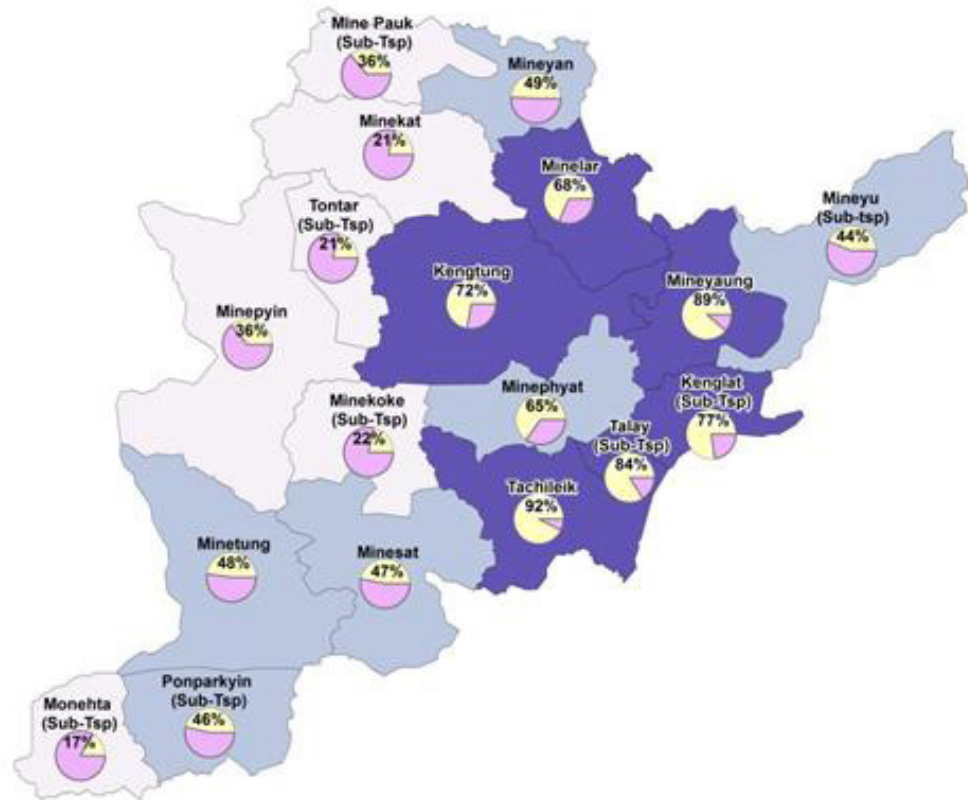 Mine Pauk
(Sub-Tsp)
36%
Mineyan
49%
Minekat
21%
Minelar
68%
Tontar
(Sub-Tsp)
21%
Mineyu
(Sub-tsp)
44%
Kengtung
72%
Mineyaung
89%
Minepyin
36%
Minephyat
65%
Kenglat
(Sub-Tsp)
77%
Minekoke
(Sub-Tsp)
22%
Talay
(Sub-Tsp)
84%
Tachileik
92%
Minetung
48%
Minesat
47%
Monehta
(Sub-Tsp)
17%
Ponparkyin
(Sub-Tsp)
46%